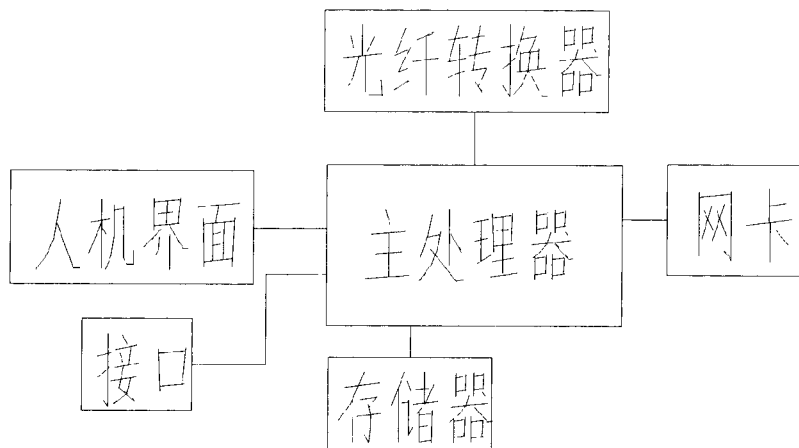 光纤转换器
人机界面
主处理器
网卡
接口
存储器